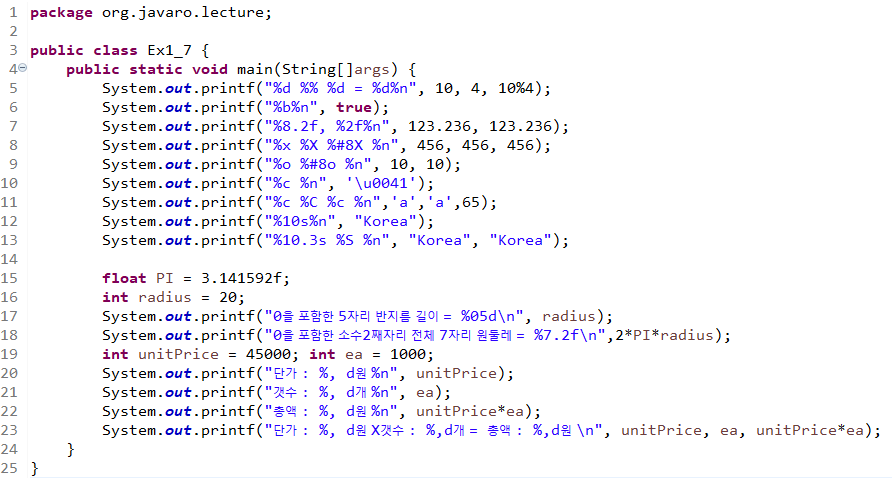 1 package org.javaro.lecture;
2
3 public class Ex1_7 {
4 public static void main(String[]args) {
5 System.out.printf("%d %% %d = %d%n", 10, 4, 10%4);
6 System.out.printf("%b%n", true);
7 System.out.printf("%8.2f, %2f%n", 123.236, 123.236);
8 System.out.printf("%x %X %#8X %n", 456, 456, 456);
9 System.out.printf("%o %#8o %n", 10, 10);
10 System.out.printf("%c %n", '\u0041');
11 System.out.printf("%c %C %c %n",'a','a',65);
12 System.out.printf("%10s%n", "Korea");
13 System.out.printf("%10.3s %S %n", "Korea", "Korea");
14
15 float PI = 3.141592f;
16 int radius = 20;
17 System.out.printf("0을 포함한 5자리 반지름 길이 = %05d\n", radius);
18 System.out.printf("0을 포함한 소수2째자리 전체 7자리 원둘레 = %7.2f\n",2*PI*radius);
19 int unitPrice = 45000; int ea = 1000;
20 System.out.printf("단가 : %, d원 %n", unitPrice);
21 System.out.printf("갯수 : %, d개 %n", ea);
22 System.out.printf("총액 : %, d원 %n", unitPrice*ea);
23 System.out.printf("단가 : %, d원 X갯수 : %,d개 = 총액 : %,d원 \n", unitPrice, ea, unitPrice*ea);
24 }
25 }